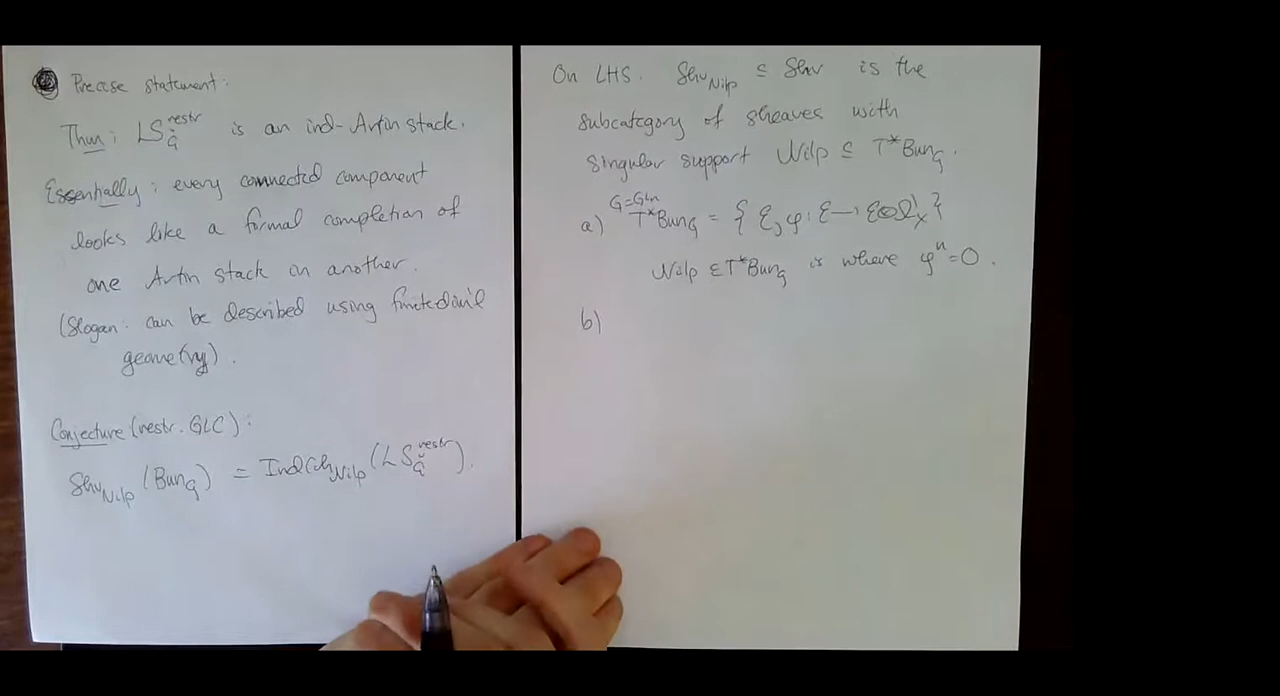 Precise statement:
Thm: LS_Ǧ^restr is an ind-Artin stack.
Essentially: every connected component
looks like a formal completion of
one Artin stack in another.
(Slogan: can be described using finite dim'l
geometry).
Conjecture (restr. GLC):
Shv_Nilp (Bun_G) = IndCoh_Nilp (LS_Ǧ^restr).
On LHS. Shv_Nilp ⊆ Shv is the
subcategory of sheaves with
singular support Nilp ⊆ T*Bun_G.
G=GLn
a) T*Bun_G = { E, φ: E → E⊗Ω¹_X }
Nilp ⊆ T*Bun_G is where φⁿ=0.
b)